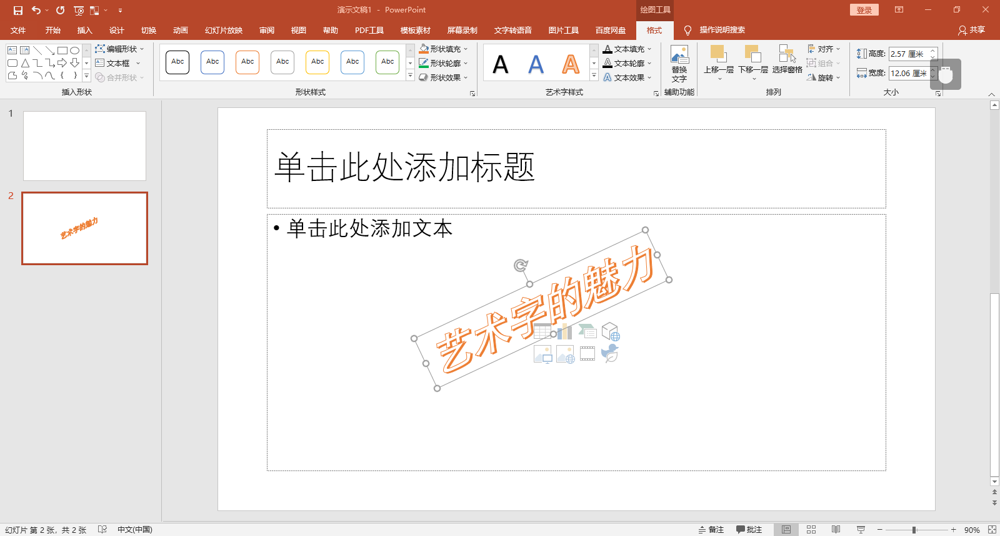 演示文稿1 - PowerPoint
绘图工具
登录
文件 开始 插入 设计 切换 动画 幻灯片放映 审阅 视图 帮助 PDF工具 模板素材 屏幕录制 文字转语音 图片工具 百度网盘 格式 操作说明搜索 共享
编辑形状
文本框
合并形状
插入形状
Abc Abc Abc Abc Abc Abc Abc
形状填充
形状轮廓
形状效果
形状样式
A A A
文本填充
文本轮廓
文本效果
艺术字样式
替换
文字
辅助功能
上移一层 下移一层 选择窗格
对齐
组合
旋转
排列
高度: 2.57 厘米
宽度: 12.06 厘米
大小
1
2
艺术字的魅力
单击此处添加标题
• 单击此处添加文本
艺术字的魅力
幻灯片 第 2 张，共 2 张 中文(中国) 备注 批注 90%